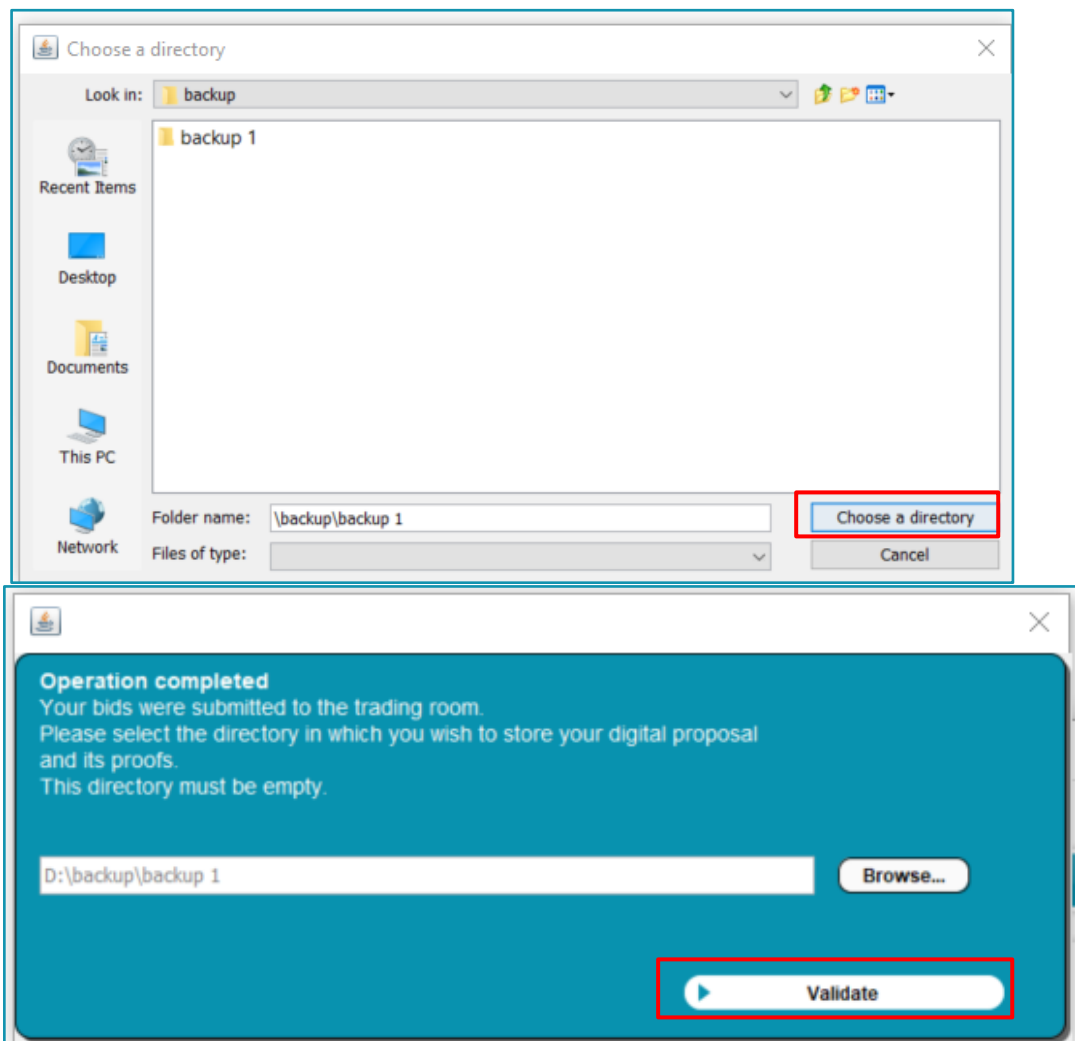 Choose a directory
Look in: backup
backup 1
Recent Items
Desktop
Documents
This PC
Network
Folder name: \backup\backup 1 Choose a directory
Files of type: Cancel
Operation completed
Your bids were submitted to the trading room.
Please select the directory in which you wish to store your digital proposal
and its proofs.
This directory must be empty.
D:\backup\backup 1 Browse...
Validate